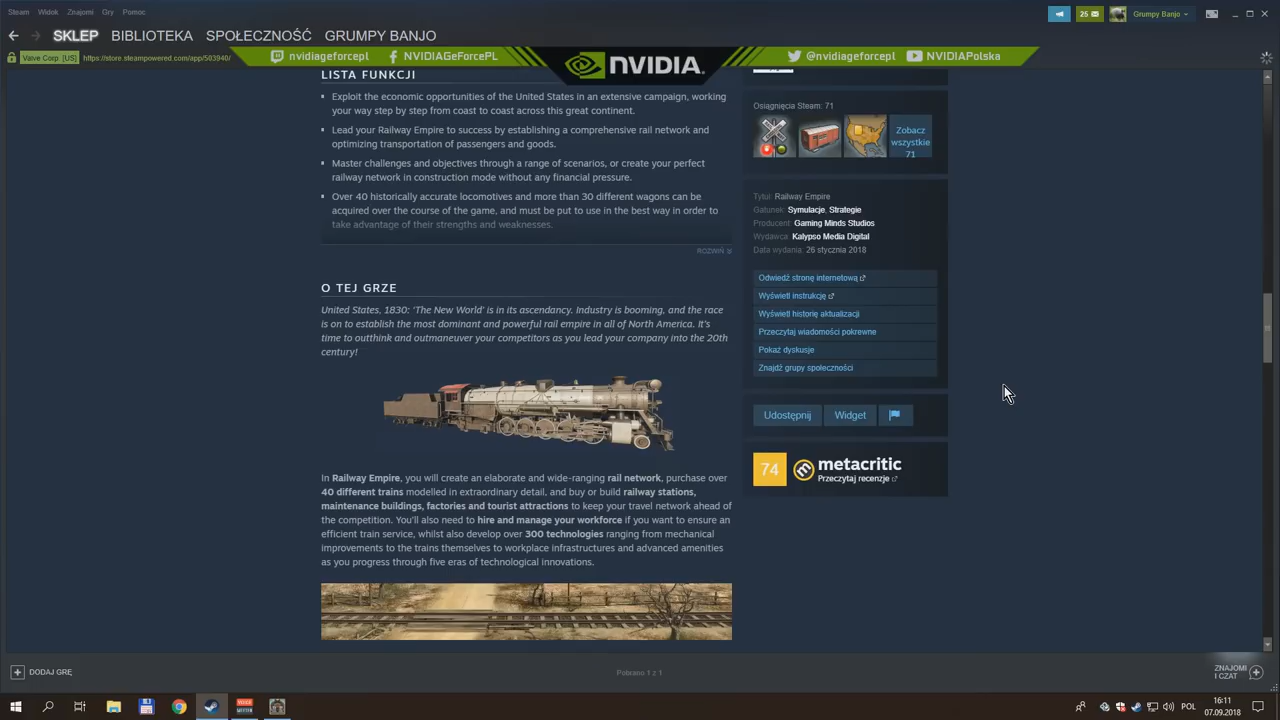 Steam Widok Znajomi Gry Pomoc
25
Grumpy Banjo
SKLEP BIBLIOTEKA SPOŁECZNOŚĆ GRUMPY BANJO
Valve Corp. [US]
https://store.steampowered.com/app/503940/
nvidiageforcepl
NVIDIAGeForcePL
NVIDIA.
@nvidiageforcepl
NVIDIAPolska
LISTA FUNKCJI
Exploit the economic opportunities of the United States in an extensive campaign, working
your way step by step from coast to coast across this great continent.
Lead your Railway Empire to success by establishing a comprehensive rail network and
optimizing transportation of passengers and goods.
Master challenges and objectives through a range of scenarios, or create your perfect
railway network in construction mode without any financial pressure.
Over 40 historically accurate locomotives and more than 30 different wagons can be
acquired over the course of the game, and must be put to use in the best way in order to
take advantage of their strengths and weaknesses.
ROZWIŃ
O TEJ GRZE
United States, 1830: ‘The New World’ is in its ascendancy. Industry is booming, and the race
is on to establish the most dominant and powerful rail empire in all of North America. It’s
time to outthink and outmaneuver your competitors as you lead your company into the 20th
century!
In Railway Empire, you will create an elaborate and wide-ranging rail network, purchase over
40 different trains modelled in extraordinary detail, and buy or build railway stations,
maintenance buildings, factories and tourist attractions to keep your travel network ahead of
the competition. You’ll also need to hire and manage your workforce if you want to ensure an
efficient train service, whilst also develop over 300 technologies ranging from mechanical
improvements to the trains themselves to workplace infrastructures and advanced amenities
as you progress through five eras of technological innovations.
Osiągnięcia Steam: 71
Zobacz
wszystkie
71
Tytuł: Railway Empire
Gatunek: Symulacje, Strategie
Producent: Gaming Minds Studios
Wydawca: Kalypso Media Digital
Data wydania: 26 stycznia 2018
Odwiedź stronę internetową
Wyświetl instrukcję
Wyświetl historię aktualizacji
Przeczytaj wiadomości pokrewne
Pokaż dyskusje
Znajdź grupy społeczności
Udostępnij
Widget
74
metacritic
Przeczytaj recenzje
DODAJ GRĘ
Pobrano 1 z 1
ZNAJOMI
I CZAT
POL
16:11
07.09.2018